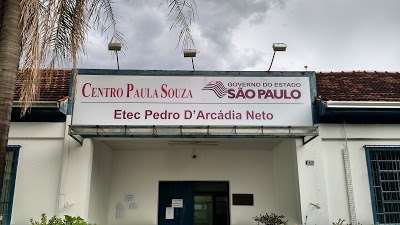 CENTRO PAULA SOUZA
GOVERNO DO ESTADO
SÃO PAULO
Etec Pedro D'Arcádia Neto